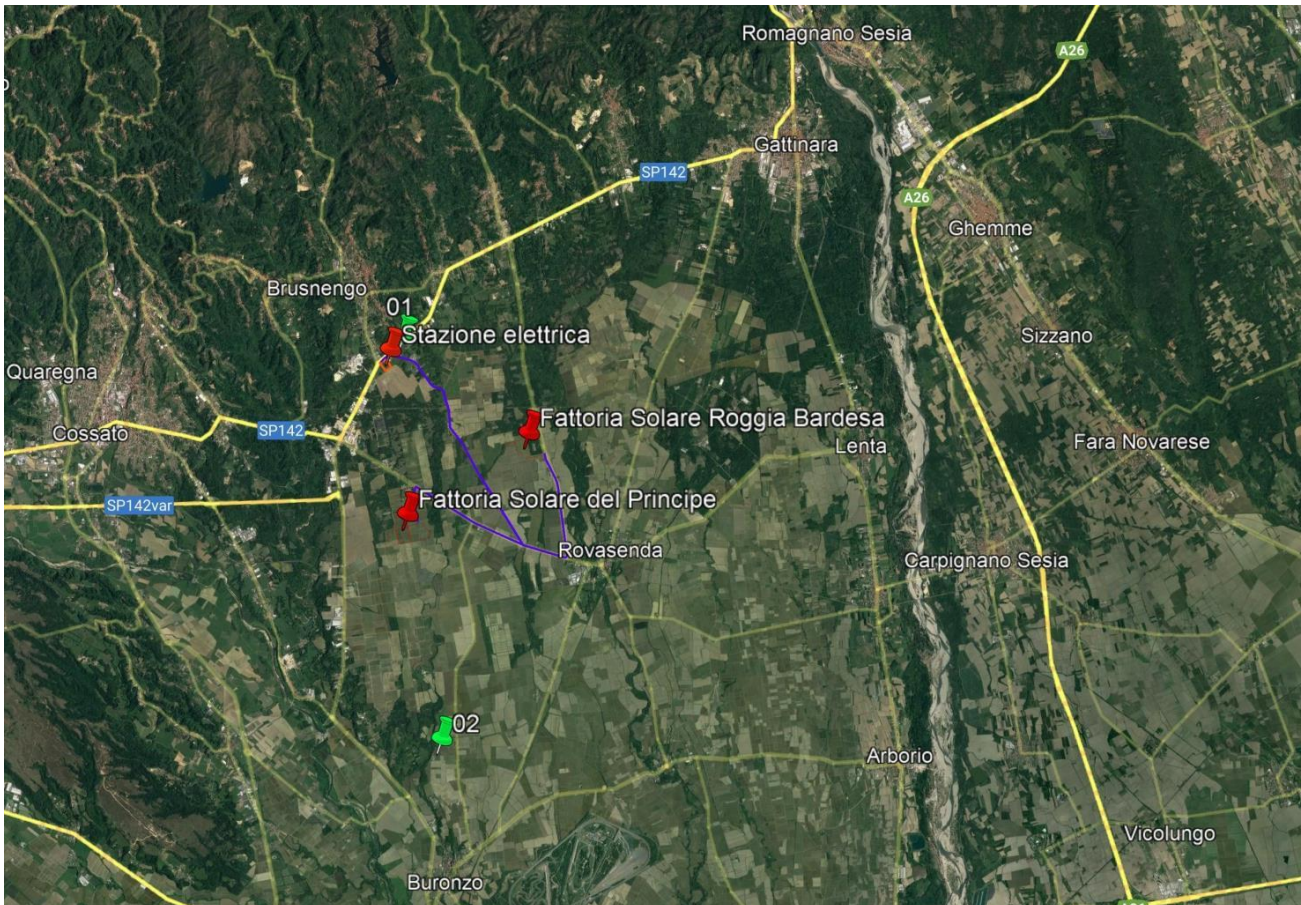 Romagnano Sesia
A26
Gattinara
SP142
A26
Ghemme
Brusnengo
01
Stazione elettrica
Sizzano
Quaregna
Fattoria Solare Roggia Bardesa
Cossato
SP142
Lenta
Fara Novarese
Fattoria Solare del Principe
SP142var
Rovasenda
Carpignano Sesia
02
Arborio
Vicolungo
Buronzo